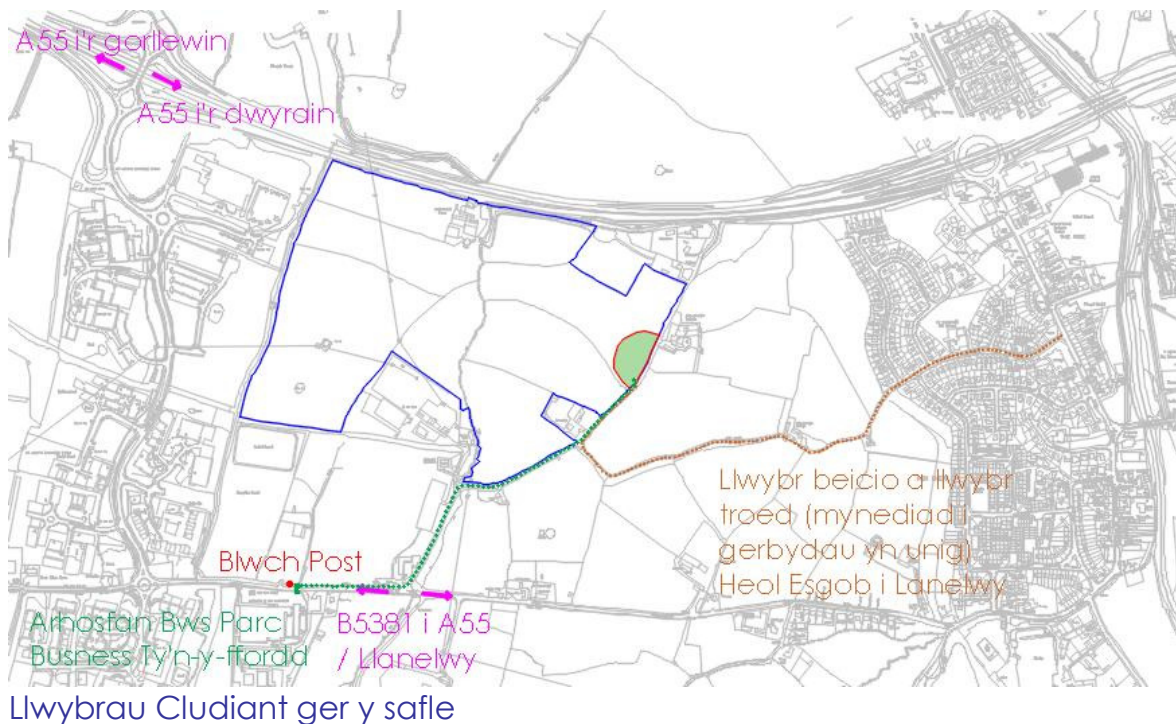 A55 i'r gorllewin
A55 i'r dwyrain
Llwybr beicio a llwybr
troed (mynediad i
gerbydau yn unig)
Heol Esgob i Lanelwy
Blwch Post
Arhosfan Bws Parc
Busness Ty'n-y-ffordd
B5381 i A55
/ Llanelwy
Llwybrau Cludiant ger y safle